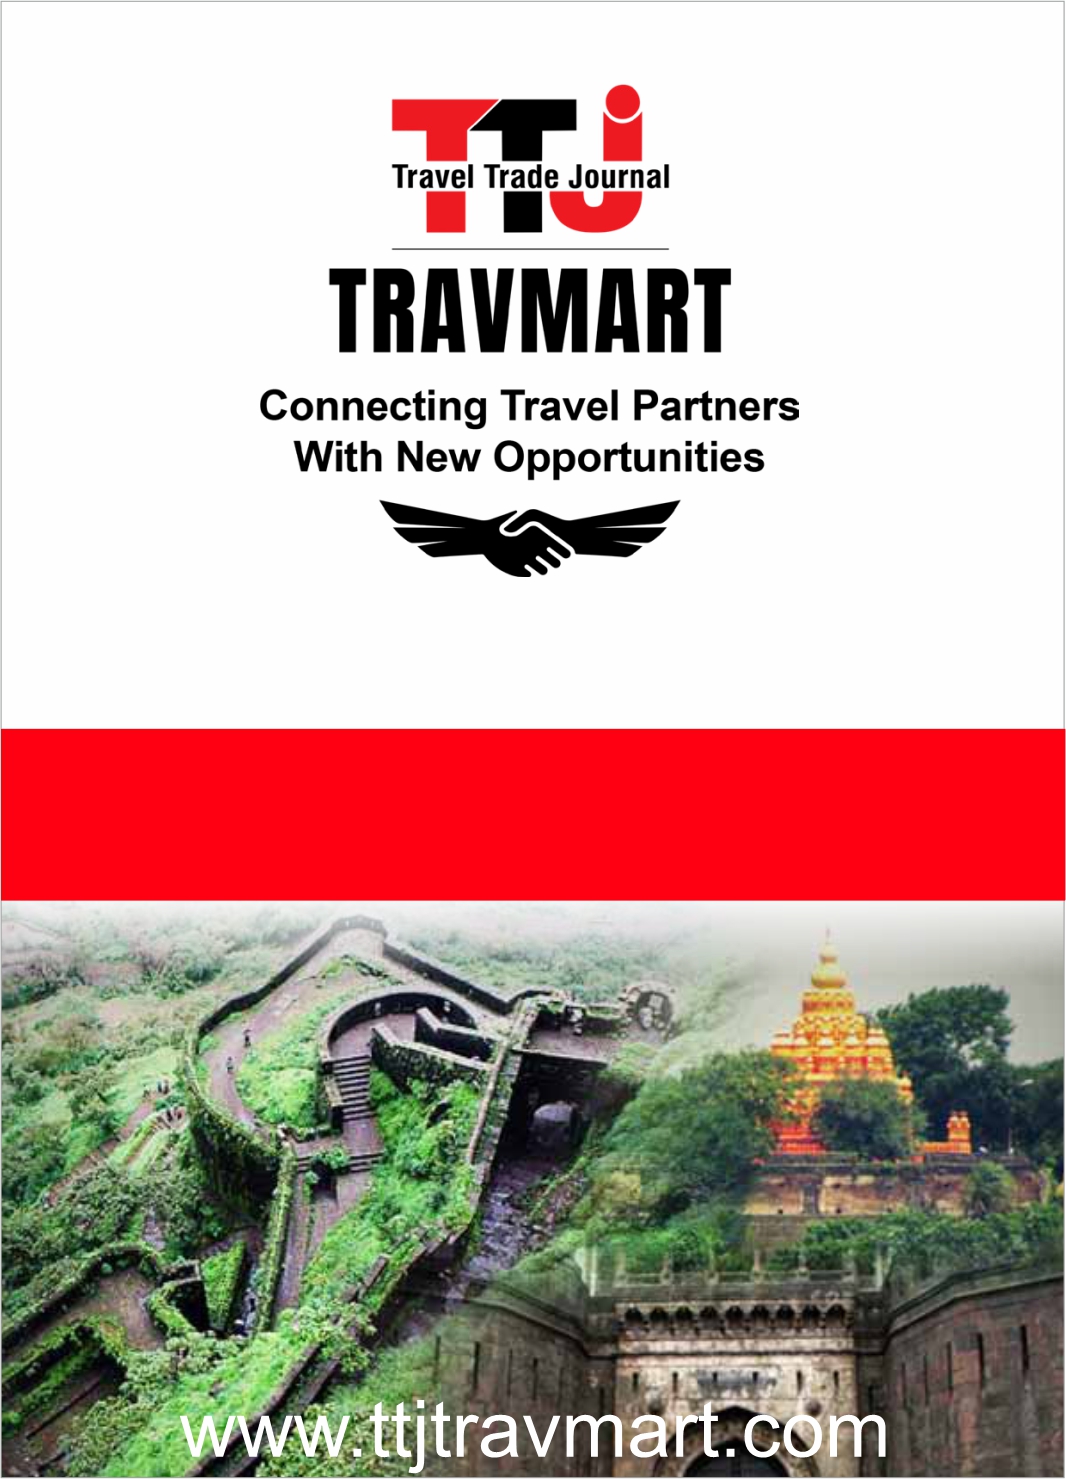 TTJ
Travel Trade Journal
TRAVMART
Connecting Travel Partners
With New Opportunities
www.ttjtravmart.com